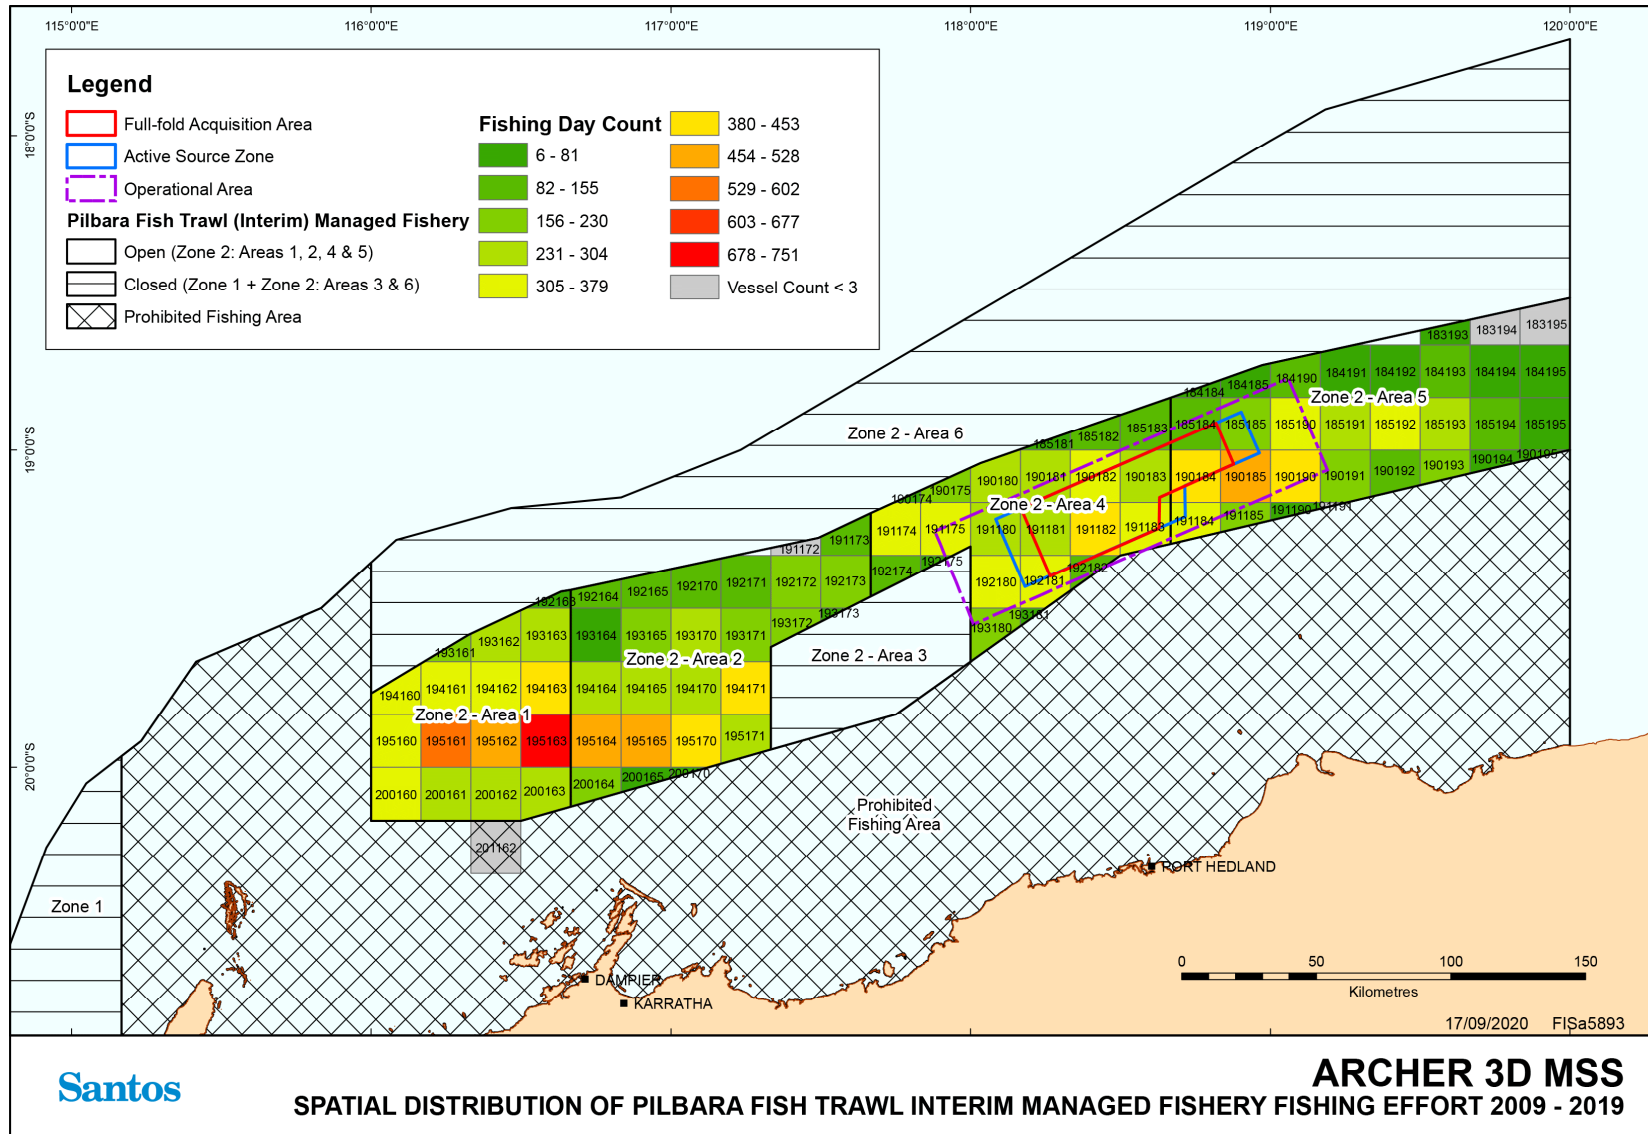 115°0'0"E
116°0'0"E
117°0'0"E
118°0'0"E
119°0'0"E
120°0'0"E
18°0'0"S
19°0'0"S
20°0'0"S
Legend
Full-fold Acquisition Area
Active Source Zone
Operational Area
Pilbara Fish Trawl (Interim) Managed Fishery
Open (Zone 2: Areas 1, 2, 4 & 5)
Closed (Zone 1 + Zone 2: Areas 3 & 6)
Prohibited Fishing Area
Fishing Day Count
6 - 81
82 - 155
156 - 230
231 - 304
305 - 379
380 - 453
454 - 528
529 - 602
603 - 677
678 - 751
Vessel Count < 3
183193 183194 183195
184184 184185 184190 184191 184192 184193 184194 184195
Zone 2 - Area 5
Zone 2 - Area 6
185181 185182 185183 185184 185185 185190 185191 185192 185193 185194 185195
190174 190175 190180 190181 190182 190183 190184 190185 190190 190191 190192 190193 190194 190195
Zone 2 - Area 4
191172 191173 191174 191175 191180 191181 191182 191183 191184 191185 191190 191191
192163 192164 192165 192170 192171 192172 192173 192174 192175 192180 192181 192182
193161 193162 193163 193164 193165 193170 193171 193172 193173 193180 193181
Zone 2 - Area 2
Zone 2 - Area 3
194160 194161 194162 194163 194164 194165 194170 194171
Zone 2 - Area 1
195160 195161 195162 195163 195164 195165 195170 195171
200160 200161 200162 200163 200164 200165 200170
201162
Prohibited
Fishing Area
Zone 1
PORT HEDLAND
DAMPIER
KARRATHA
0 50 100 150
Kilometres
17/09/2020 FISa5893
Santos
ARCHER 3D MSS
SPATIAL DISTRIBUTION OF PILBARA FISH TRAWL INTERIM MANAGED FISHERY FISHING EFFORT 2009 - 2019